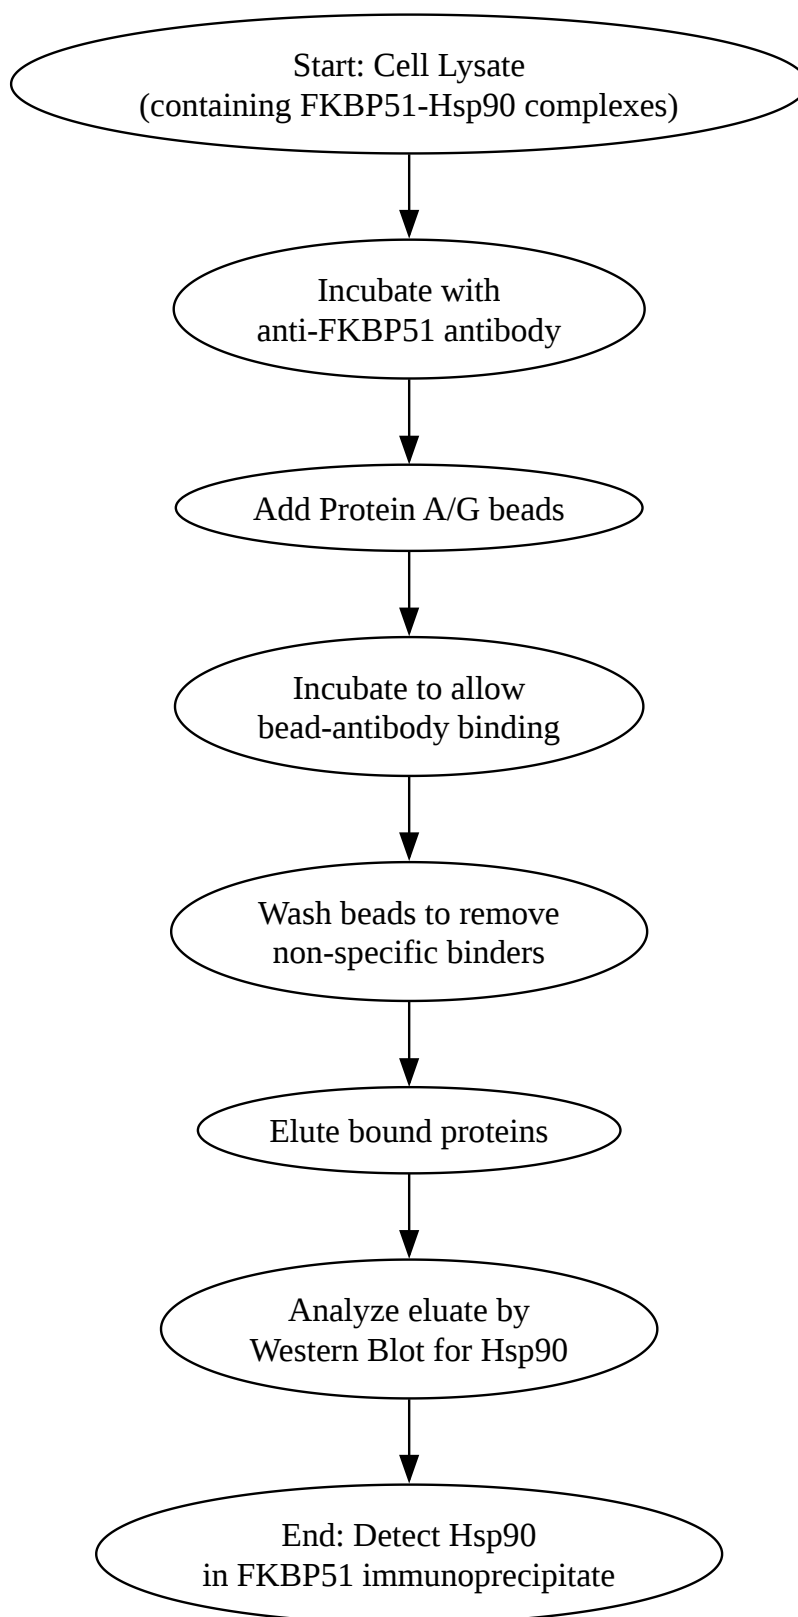 Start: Cell Lysate
(containing FKBP51-Hsp90 complexes)
Incubate with
anti-FKBP51 antibody
Add Protein A/G beads
Incubate to allow
bead-antibody binding
Wash beads to remove
non-specific binders
Elute bound proteins
Analyze eluate by
Western Blot for Hsp90
End: Detect Hsp90
in FKBP51 immunoprecipitate